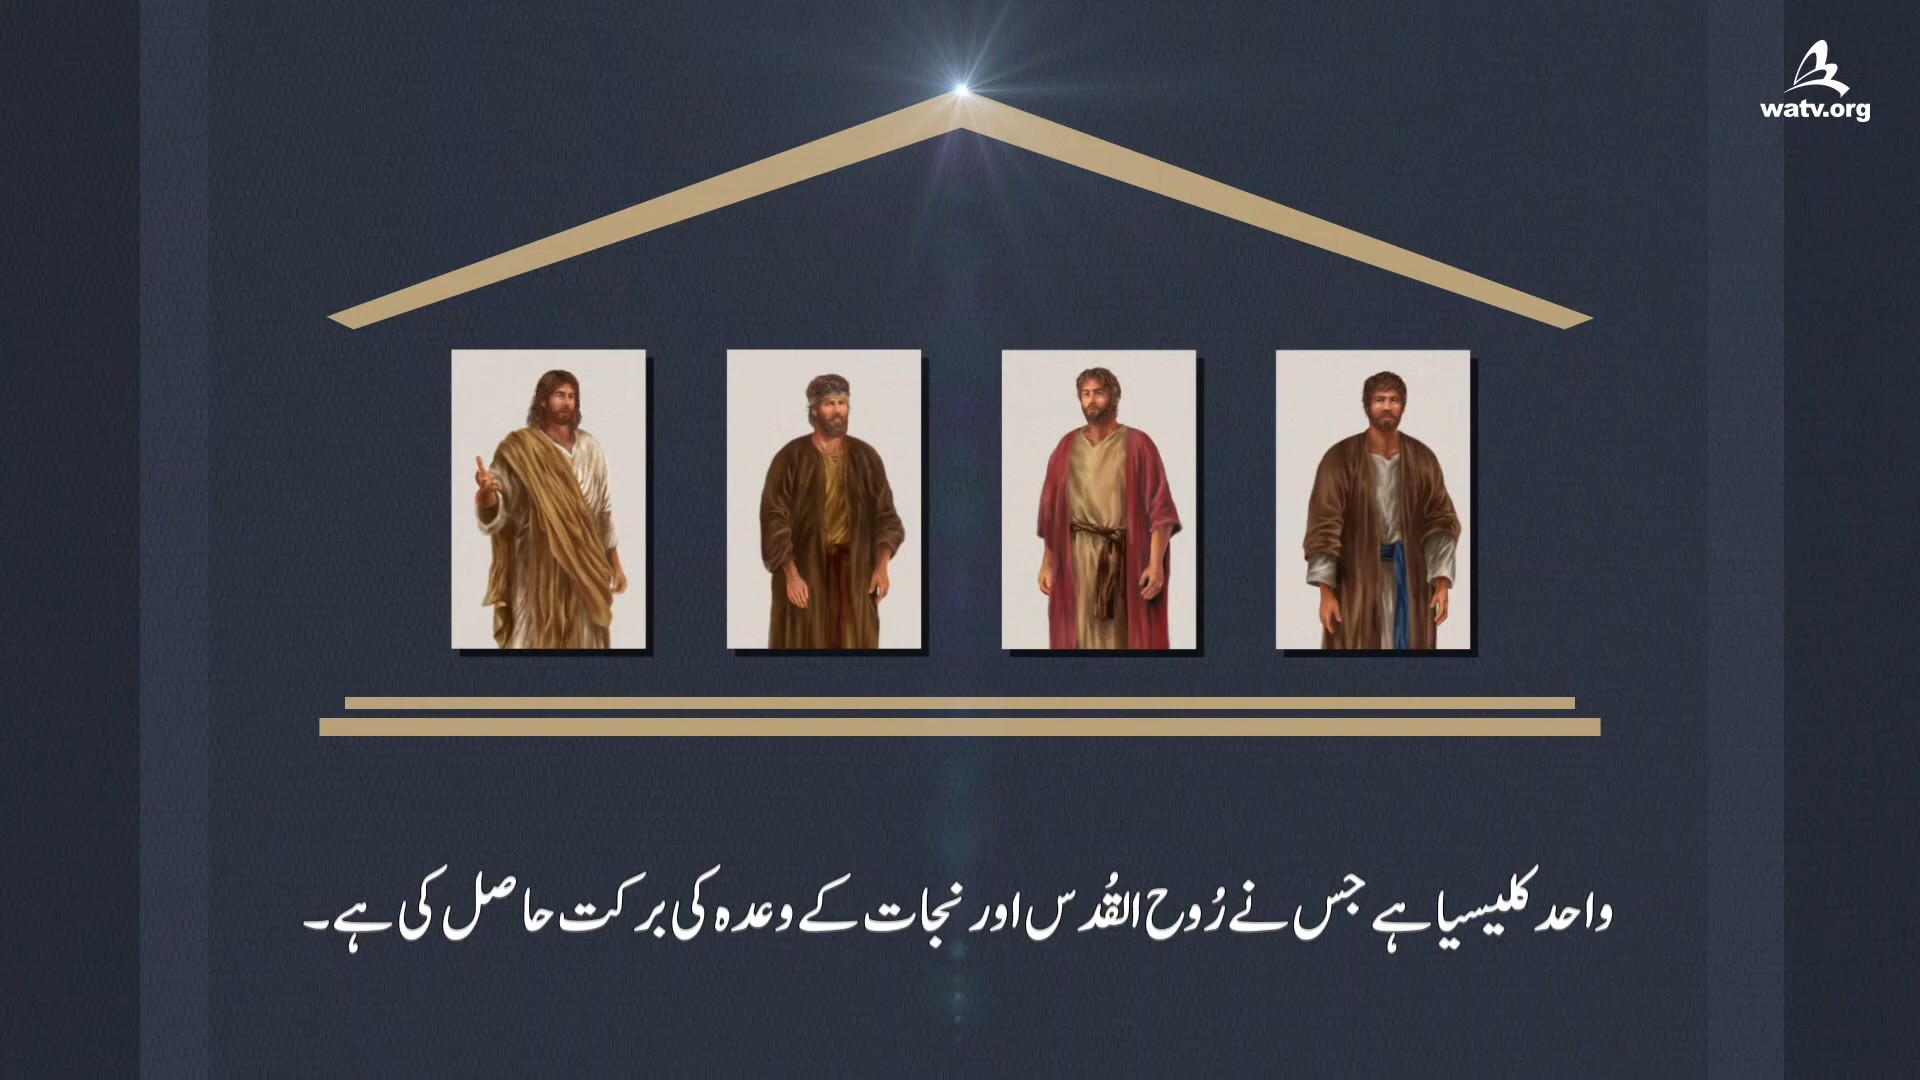 watv.org
واحد کلیسیا ہے جس نے رُوح القُدس اور نجات کے وعدہ کی برکت حاصل کی ہے۔